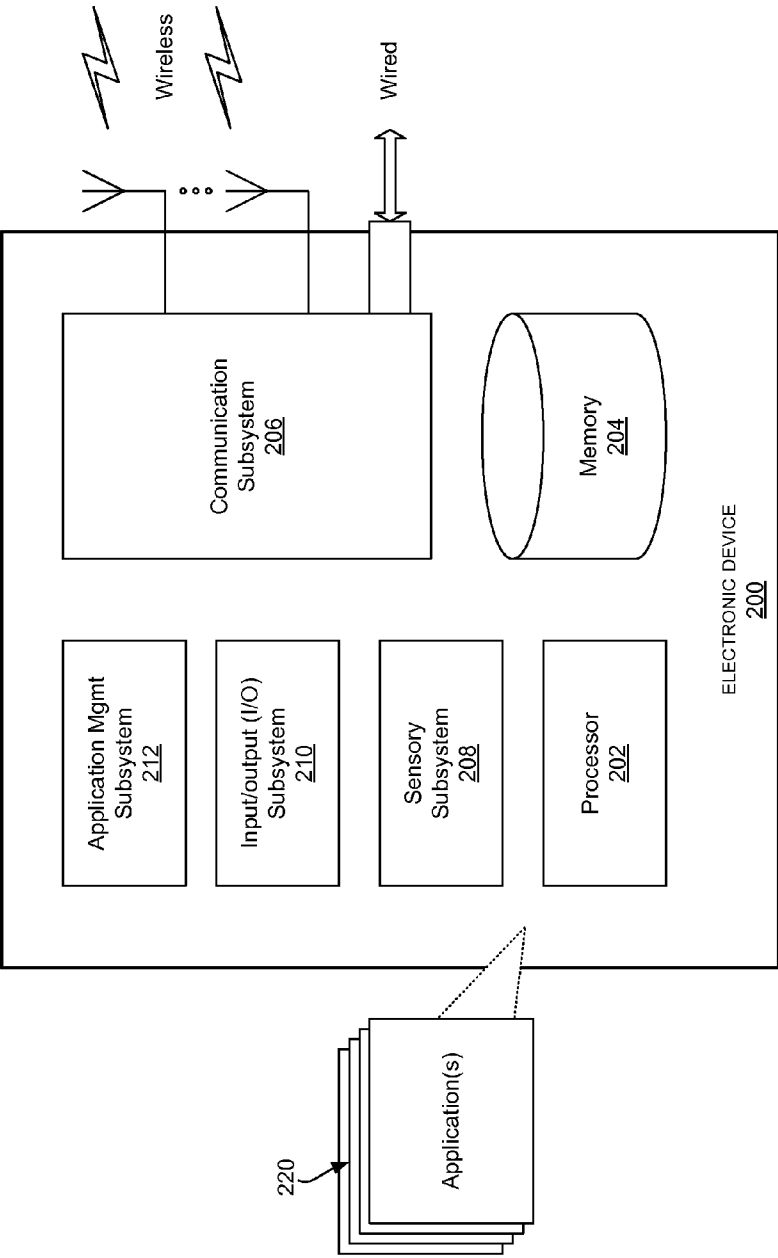 220
Application(s)
Application Mgmt
Subsystem
212
Input/output (I/O)
Subsystem
210
Sensory
Subsystem
208
Processor
202
Communication
Subsystem
206
Memory
204
ELECTRONIC DEVICE
200
Wireless
Wired